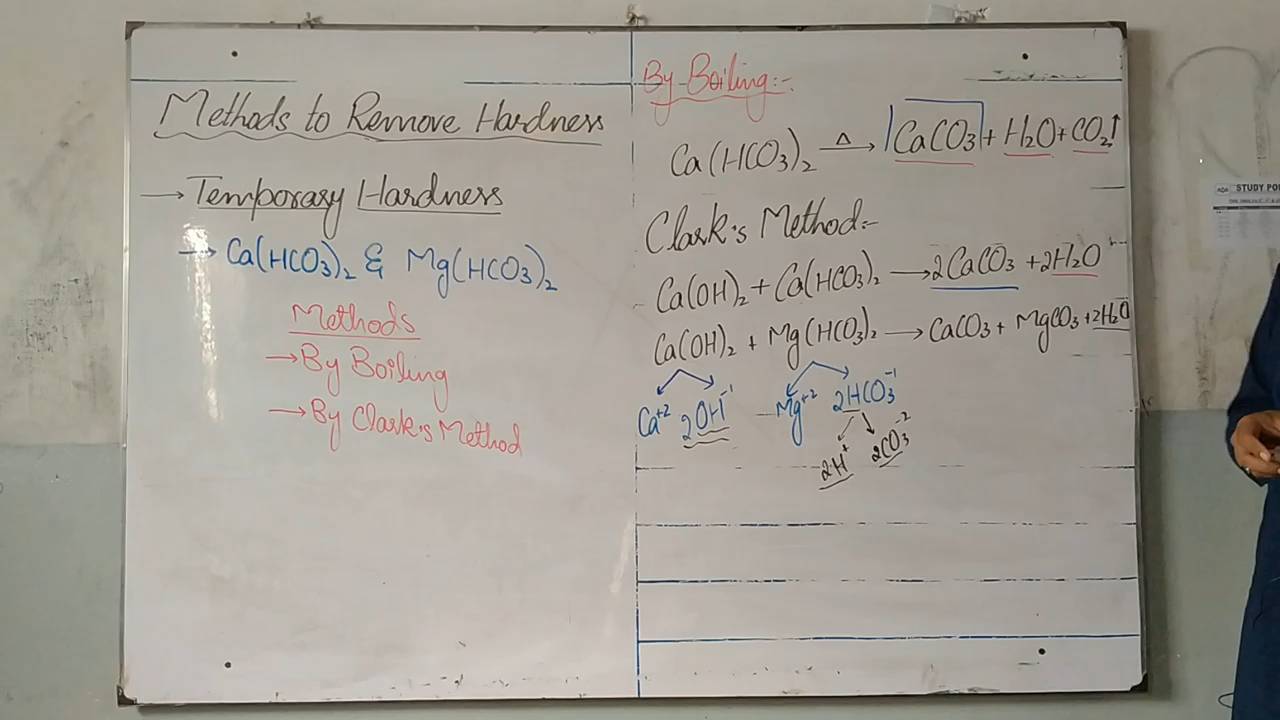 Methods to Remove Hardness
→ Temporary Hardness
→ Ca(HCO3)2 & Mg(HCO3)2
Methods
→ By Boiling
→ By Clark's Method
By Boiling:-
Ca(HCO3)2 —Δ→ CaCO3 + H2O + CO2↑
Clark's Method:-
Ca(OH)2 + Ca(HCO3)2 → 2CaCO3 + 2H2O
Ca(OH)2 + Mg(HCO3)2 → CaCO3 + MgCO3 + 2H2O
Ca+2 2OH-1 Mg+2 2HCO3-1
2H+ 2CO3-2
STUDY PO